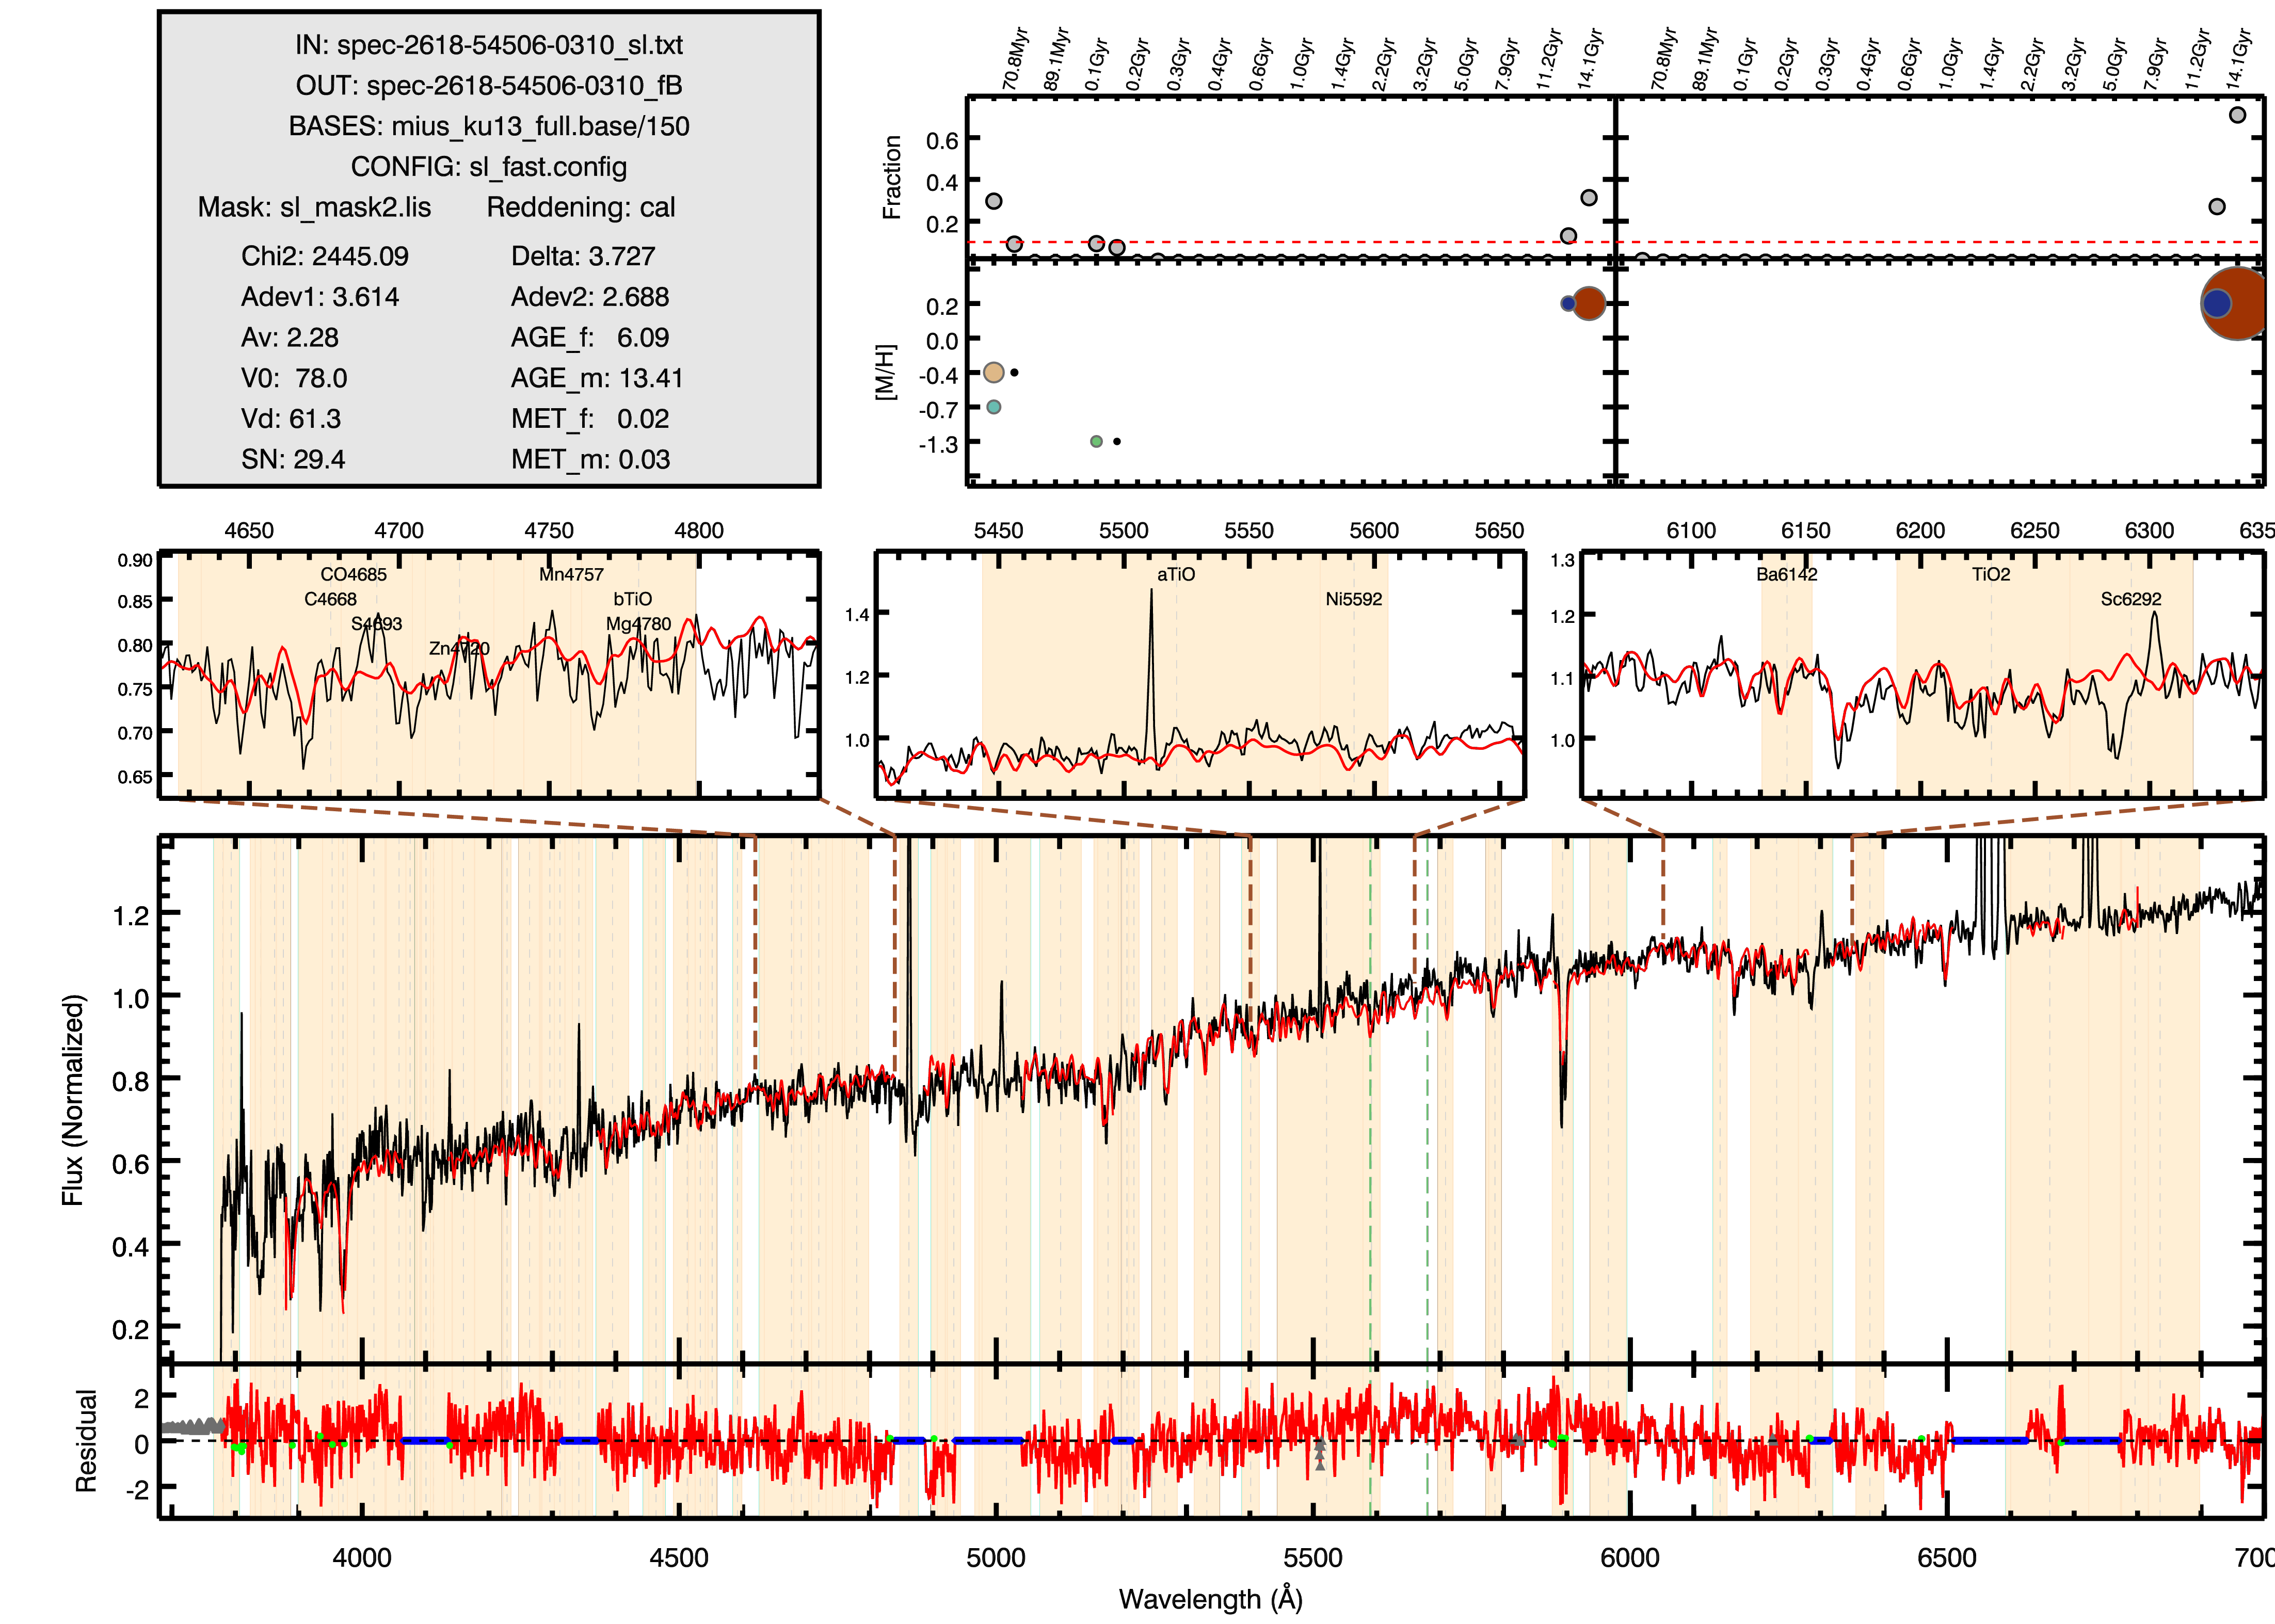 IN: spec-2618-54506-0310_sl.txt
OUT: spec-2618-54506-0310_fB
BASES: mius_ku13_full.base/150
CONFIG: sl_fast.config
Mask: sl_mask2.lis Reddening: cal
Chi2: 2445.09 Delta: 3.727
Adev1: 3.614 Adev2: 2.688
Av: 2.28 AGE_f: 6.09
V0: 78.0 AGE_m: 13.41
Vd: 61.3 MET_f: 0.02
SN: 29.4 MET_m: 0.03
70.8Myr 89.1Myr 0.1Gyr 0.2Gyr 0.3Gyr 0.4Gyr 0.6Gyr 1.0Gyr 1.4Gyr 2.2Gyr 3.2Gyr 5.0Gyr 7.9Gyr 11.2Gyr 14.1Gyr
70.8Myr 89.1Myr 0.1Gyr 0.2Gyr 0.3Gyr 0.4Gyr 0.6Gyr 1.0Gyr 1.4Gyr 2.2Gyr 3.2Gyr 5.0Gyr 7.9Gyr 11.2Gyr 14.1Gyr
Fraction
0.6
0.4
0.2
[M/H]
0.2
0.0
-0.4
-0.7
-1.3
4650 4700 4750 4800
0.90
0.85
0.80
0.75
0.70
0.65
CO4685 Mn4757
C4668 bTiO
S4693 Mg4780
Zn4720
5450 5500 5550 5600 5650
1.4
1.2
1.0
aTiO
Ni5592
6100 6150 6200 6250 6300 635
1.3
1.2
1.1
1.0
Ba6142 TiO2
Sc6292
Flux (Normalized)
1.2
1.0
0.8
0.6
0.4
0.2
Residual
2
0
-2
4000 4500 5000 5500 6000 6500 700
Wavelength (Å)